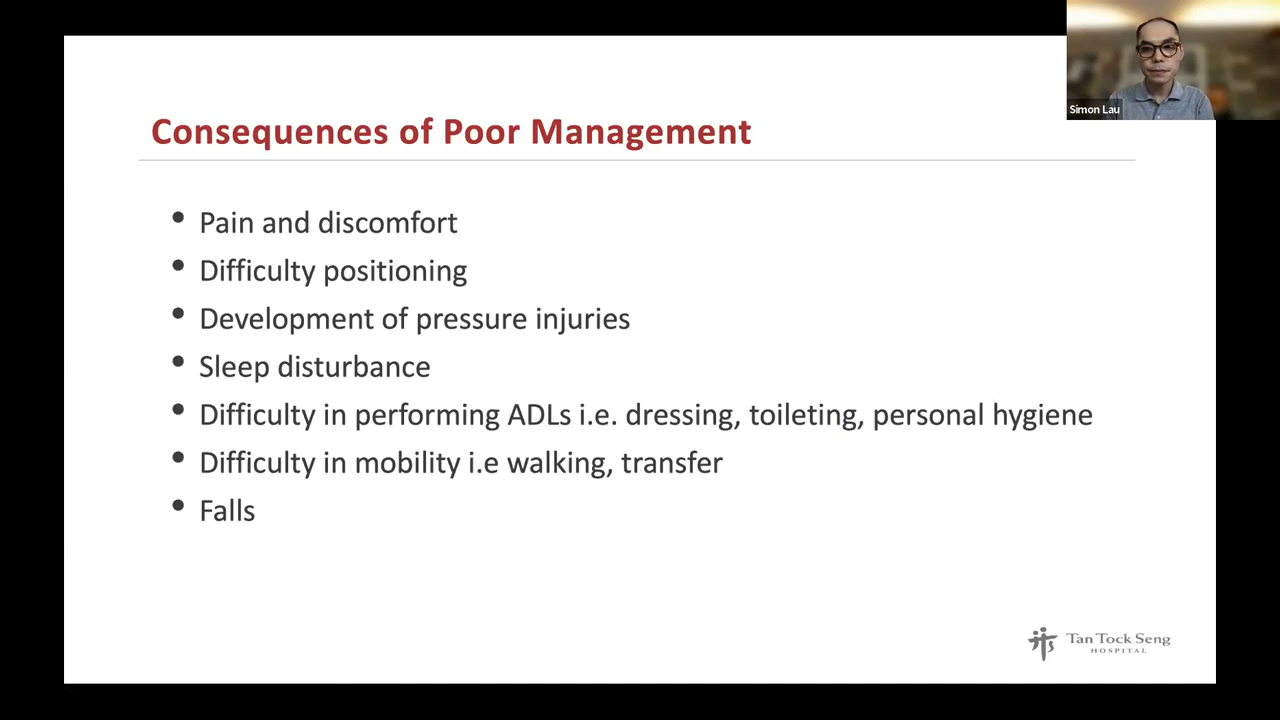 Simon Lau
Consequences of Poor Management
• Pain and discomfort
• Difficulty positioning
• Development of pressure injuries
• Sleep disturbance
• Difficulty in performing ADLs i.e. dressing, toileting, personal hygiene
• Difficulty in mobility i.e walking, transfer
• Falls
Tan Tock Seng
HOSPITAL